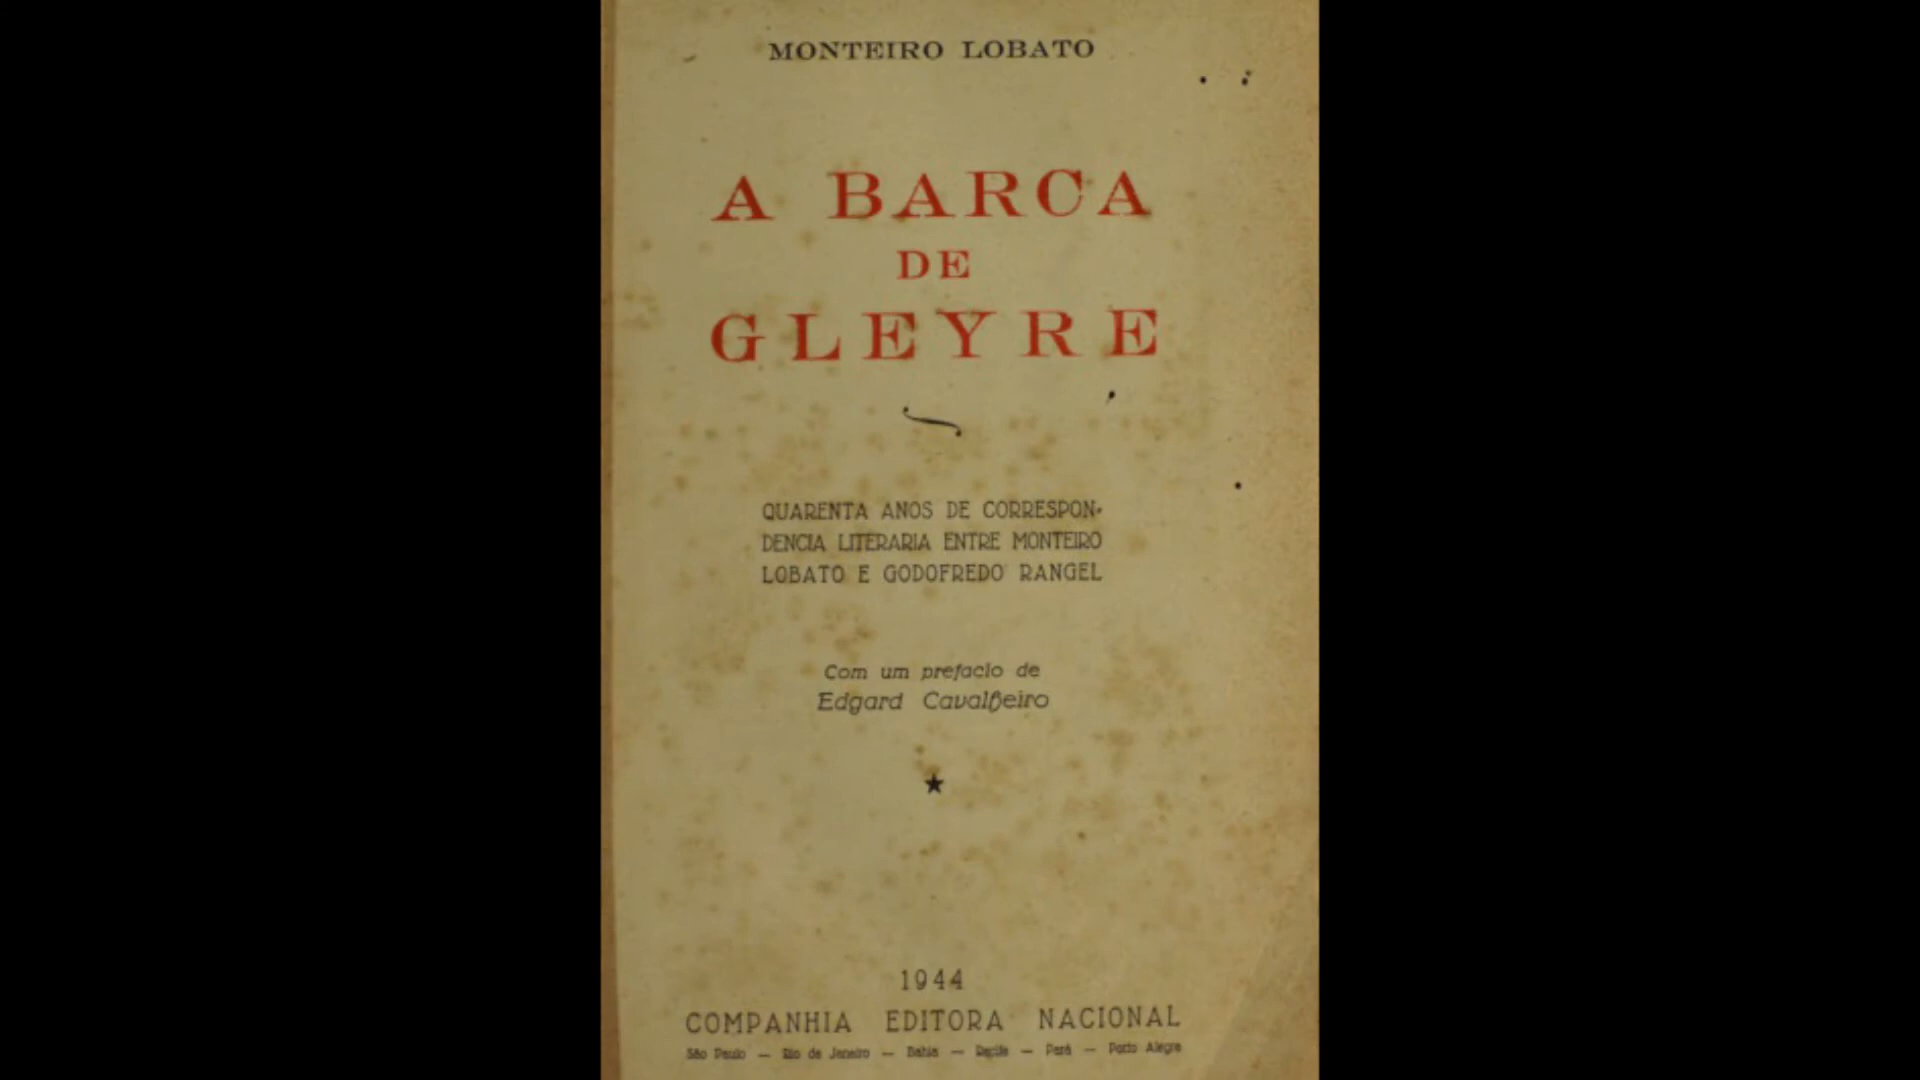 MONTEIRO LOBATO
A BARCA
DE
GLEYRE
QUARENTA ANOS DE CORRESPON-
DENCIA LITERARIA ENTRE MONTEIRO
LOBATO E GODOFREDO RANGEL
Com um prefacio de
Edgard Cavalheiro
1944
COMPANHIA EDITORA NACIONAL
São Paulo — Rio de Janeiro — Bahia — Recife — Pará — Porto Alegre